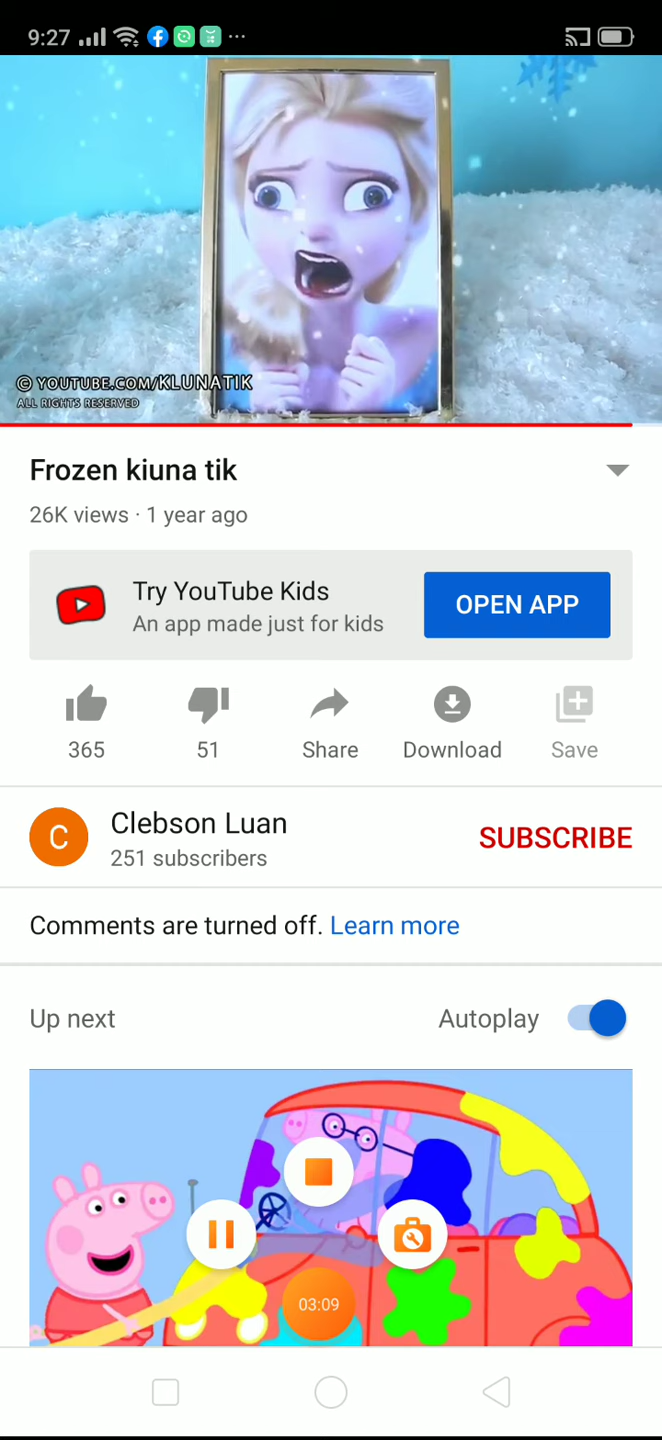 9:27
© YOUTUBE.COM/KLUNATIK
ALL RIGHTS RESERVED
Frozen kiuna tik
26K views · 1 year ago
Try YouTube Kids
An app made just for kids
OPEN APP
365
51
Share
Download
Save
C
Clebson Luan
251 subscribers
SUBSCRIBE
Comments are turned off. Learn more
Up next
Autoplay
03:09